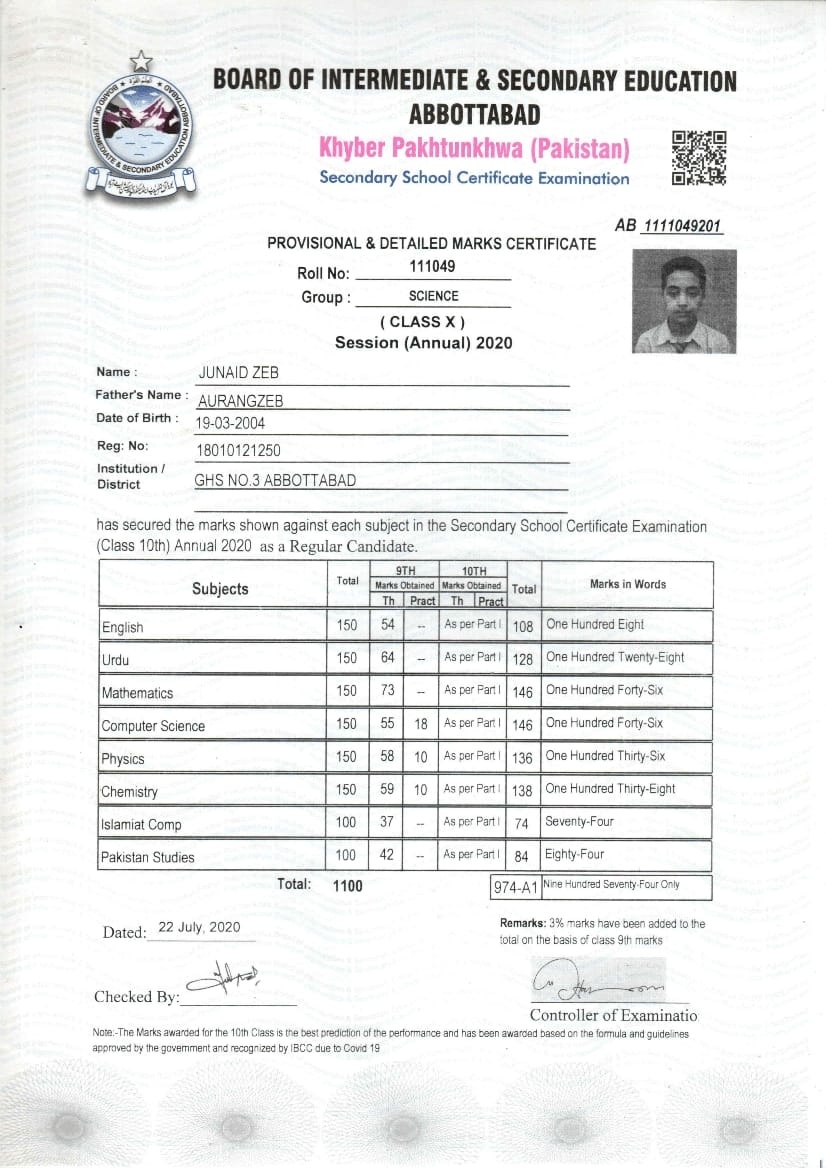 BOARD OF INTERMEDIATE & SECONDARY EDUCATION
ABBOTTABAD
Khyber Pakhtunkhwa (Pakistan)
Secondary School Certificate Examination
BOARD OF INTERMEDIATE & SECONDARY EDUCATION ABBOTTABAD
AB 1111049201
PROVISIONAL & DETAILED MARKS CERTIFICATE
Roll No: 111049
Group : SCIENCE
( CLASS X )
Session (Annual) 2020
Name : JUNAID ZEB
Father's Name : AURANGZEB
Date of Birth : 19-03-2004
Reg: No: 18010121250
Institution / District GHS NO.3 ABBOTTABAD
has secured the marks shown against each subject in the Secondary School Certificate Examination
(Class 10th) Annual 2020 as a Regular Candidate.
Subjects Total 9TH 10TH Total Marks in Words
Marks Obtained Marks Obtained
Th Pract Th Pract
English 150 54 -- As per Part I 108 One Hundred Eight
Urdu 150 64 -- As per Part I 128 One Hundred Twenty-Eight
Mathematics 150 73 -- As per Part I 146 One Hundred Forty-Six
Computer Science 150 55 18 As per Part I 146 One Hundred Forty-Six
Physics 150 58 10 As per Part I 136 One Hundred Thirty-Six
Chemistry 150 59 10 As per Part I 138 One Hundred Thirty-Eight
Islamiat Comp 100 37 -- As per Part I 74 Seventy-Four
Pakistan Studies 100 42 -- As per Part I 84 Eighty-Four
Total: 1100 974-A1 Nine Hundred Seventy-Four Only
Dated: 22 July, 2020
Remarks: 3% marks have been added to the
total on the basis of class 9th marks
Checked By:
Controller of Examinatio
Note:-The Marks awarded for the 10th Class is the best prediction of the performance and has been awarded based on the formula and guidelines
approved by the government and recognized by IBCC due to Covid 19